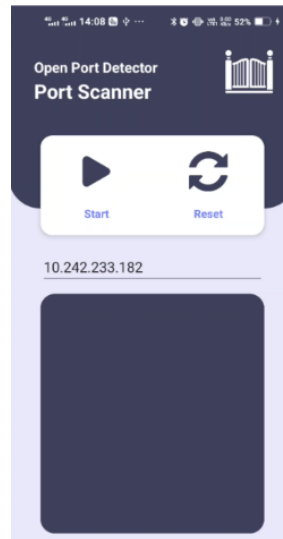 14:08 52%
Open Port Detector
Port Scanner
Start Reset
10.242.233.182